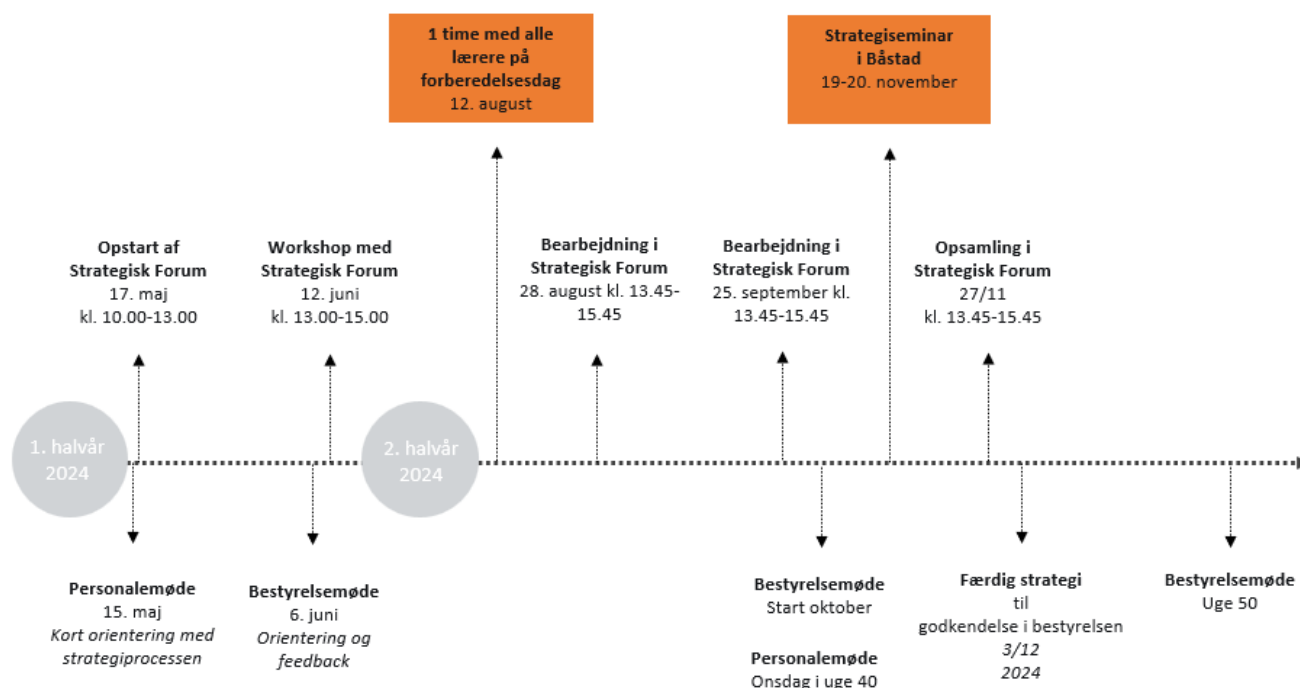 1 time med alle
lærere på
forberedelsesdag
12. august
Strategiseminar
i Båstad
19-20. november
Opstart af
Strategisk Forum
17. maj
kl. 10.00-13.00
Workshop med
Strategisk Forum
12. juni
kl. 13.00-15.00
Bearbejdning i
Strategisk Forum
28. august kl. 13.45-
15.45
Bearbejdning i
Strategisk Forum
25. september kl.
13.45-15.45
Opsamling i
Strategisk Forum
27/11
kl. 13.45-15.45
1. halvår
2024
2. halvår
2024
Personalemøde
15. maj
Kort orientering med
strategiprocessen
Bestyrelsemøde
6. juni
Orientering og
feedback
Bestyrelsemøde
Start oktober
Personalemøde
Onsdag i uge 40
Færdig strategi
til
godkendelse i bestyrelsen
3/12
2024
Bestyrelsemøde
Uge 50